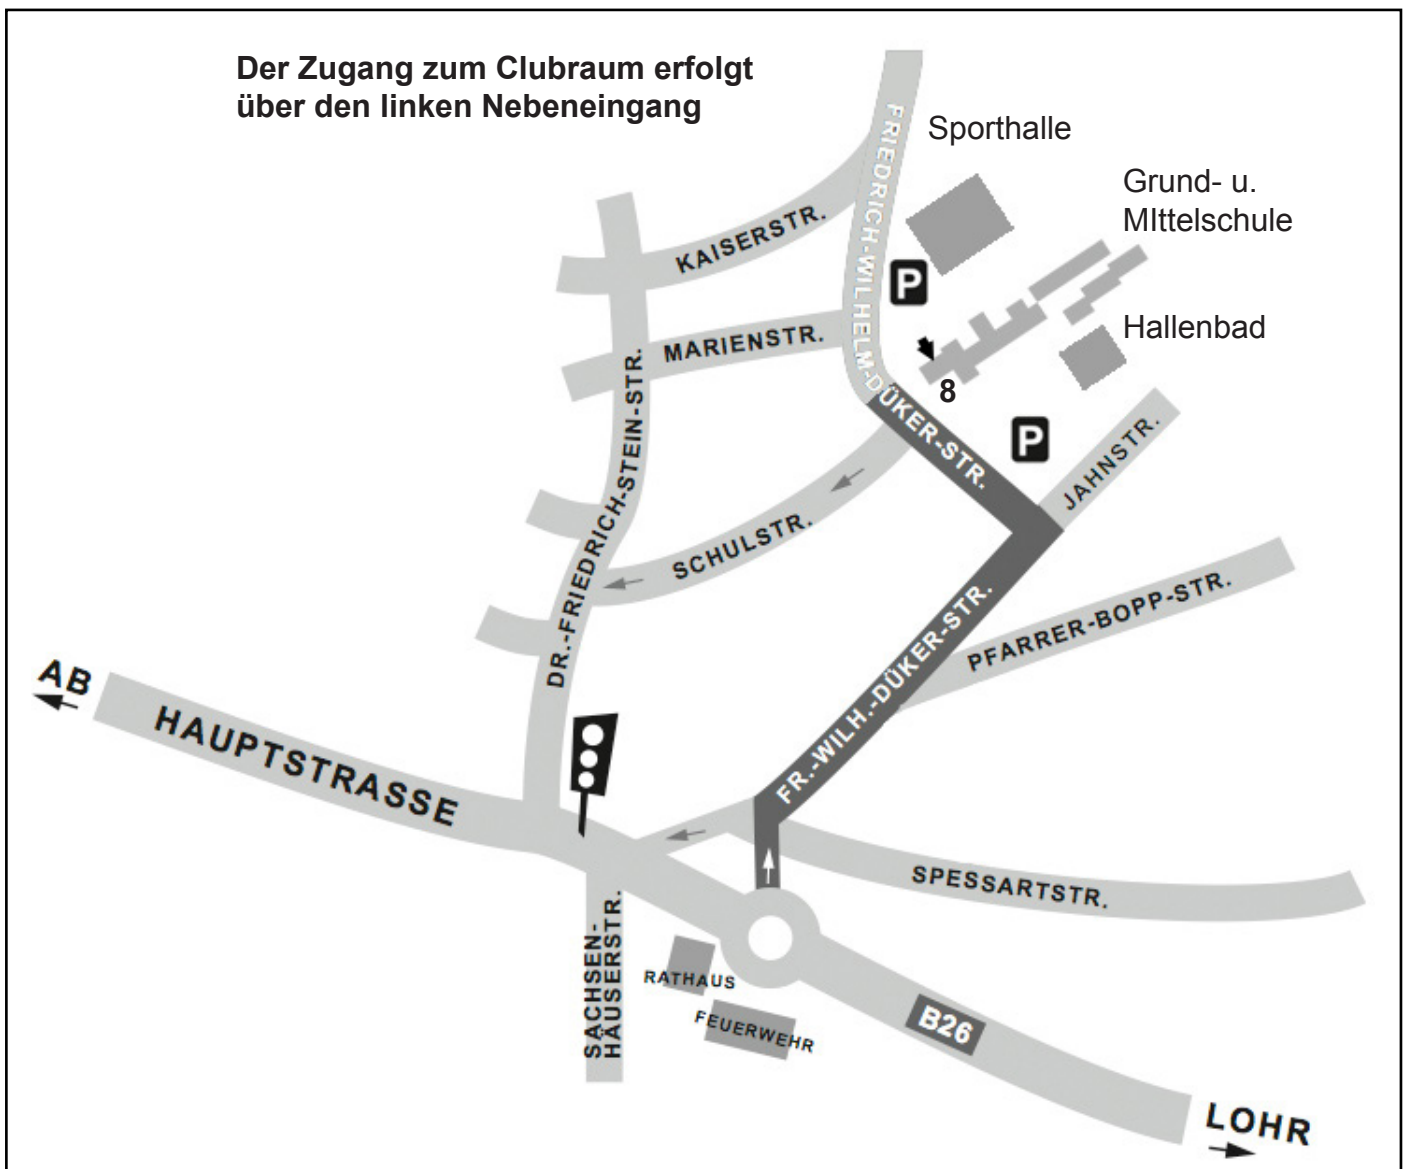 Der Zugang zum Clubraum erfolgt
über den linken Nebeneingang
Sporthalle
Grund- u.
MIttelschule
Hallenbad
FRIEDRICH-WILHELM-DÜKER-STR.
KAISERSTR.
P
MARIENSTR.
8
P
JAHNSTR.
DR.-FRIEDRICH-STEIN-STR.
SCHULSTR.
PFARRER-BOPP-STR.
FR.-WILH.-DÜKER-STR.
AB
HAUPTSTRASSE
SPESSARTSTR.
SACHSEN-
HÄUSERSTR.
RATHAUS
FEUERWEHR
B26
LOHR